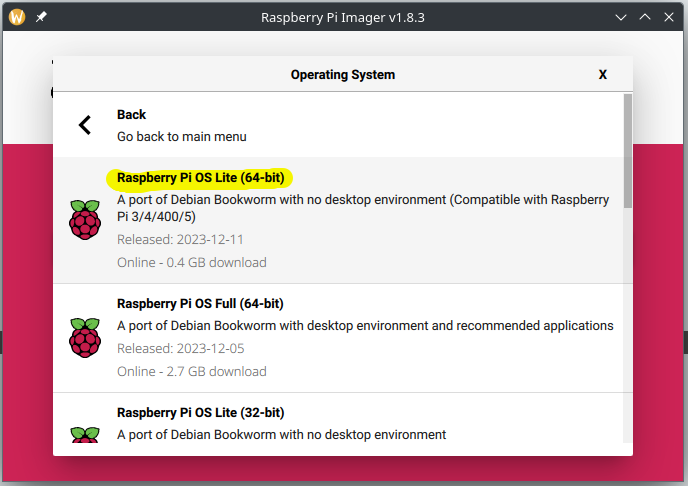 Raspberry Pi Imager v1.8.3
Operating System
X
Back
Go back to main menu
Raspberry Pi OS Lite (64-bit)
A port of Debian Bookworm with no desktop environment (Compatible with Raspberry
Pi 3/4/400/5)
Released: 2023-12-11
Online - 0.4 GB download
Raspberry Pi OS Full (64-bit)
A port of Debian Bookworm with desktop environment and recommended applications
Released: 2023-12-05
Online - 2.7 GB download
Raspberry Pi OS Lite (32-bit)
A port of Debian Bookworm with no desktop environment